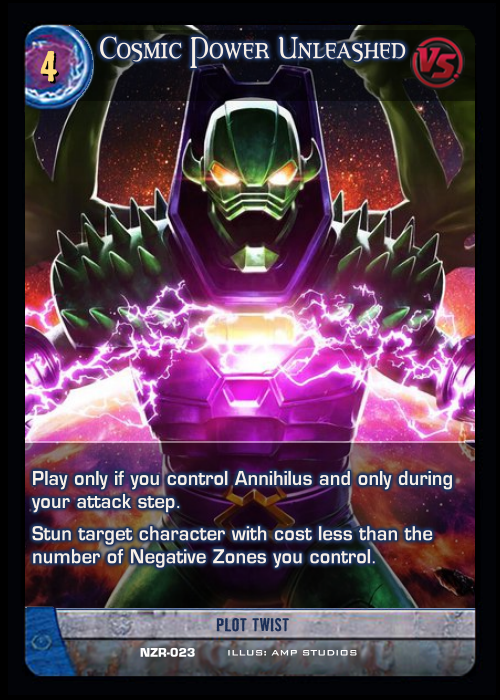 4
Cosmic Power Unleashed
VS
Play only if you control Annihilus and only during
your attack step.
Stun target character with cost less than the
number of Negative Zones you control.
PLOT TWIST
NZR-023 ILLUS: AMP STUDIOS